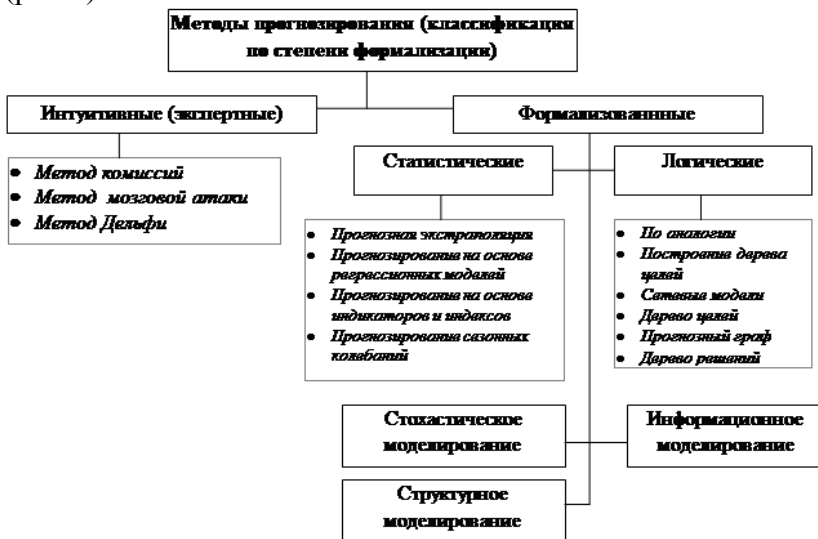 Методы прогнозирования (классификация
по степени формализации)
Интуитивные (экспертные)
Формализованнные
• Метод комиссий
• Метод мозговой атаки
• Метод Дельфи
Статистические
Логические
• Прогнозная экстраполяция
• Прогнозирование на основе
регрессионных моделей
• Прогнозирование на основе
индикаторов и индексов
• Прогнозирование сезонных
колебаний
• По аналогии
• Построение дерева
целей
• Сетевые модели
• Дерево целей
• Прогнозный граф
• Дерево решений
Стохастическое
моделирование
Информационное
моделирование
Структурное
моделирование